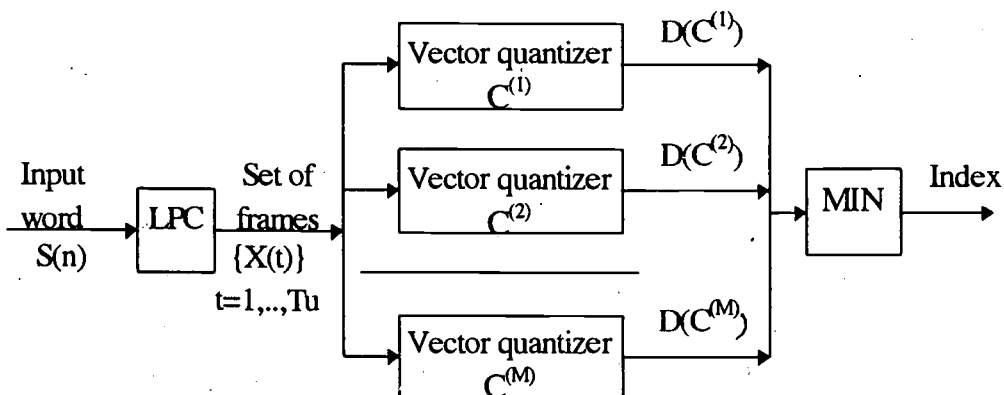 Input
word
S(n)
LPC
Set of
frames
{X(t)}
t=1,..,Tu
Vector quantizer
C^(1)
D(C^(1))
Vector quantizer
C^(2)
D(C^(2))
Vector quantizer
C^(M)
D(C^(M))
MIN
Index